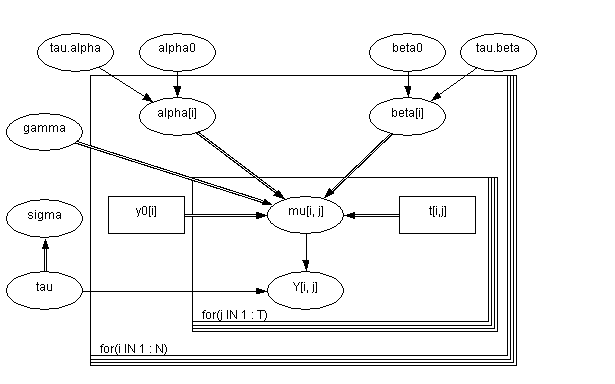 tau.alpha
alpha0
beta0
tau.beta
alpha[i]
beta[i]
gamma
y0[i]
mu[i, j]
t[i,j]
sigma
tau
Y[i, j]
for(j IN 1 : T)
for(i IN 1 : N)